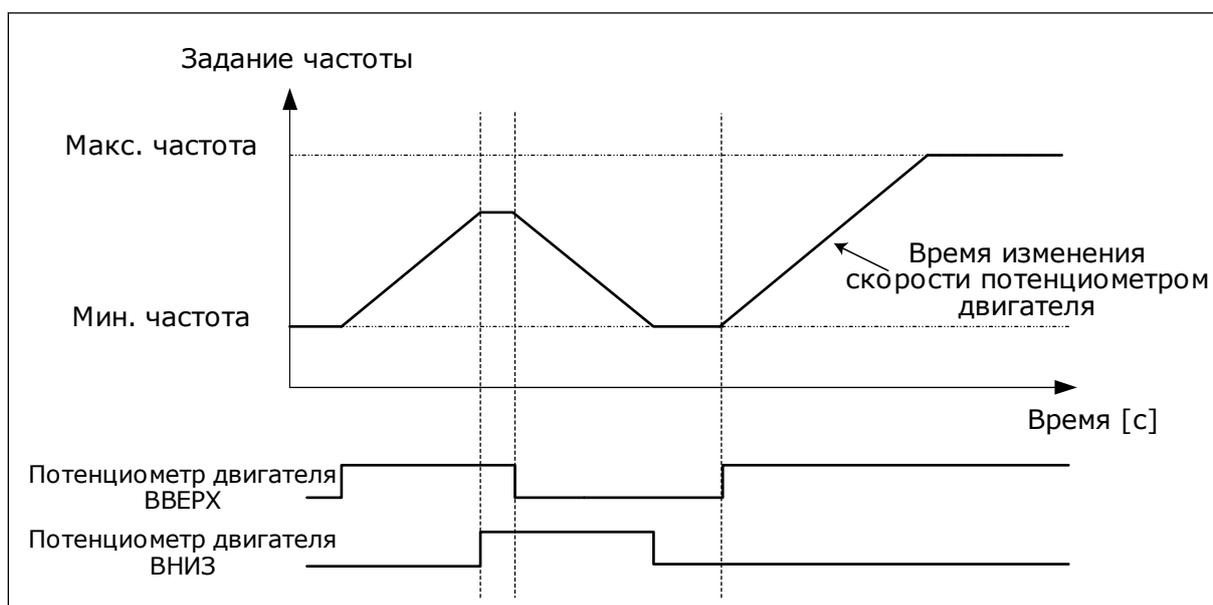 Задание частоты
Макс. частота
Мин. частота
Время изменения
скорости потенциометром
двигателя
Время [с]
Потенциометр двигателя
ВВЕРХ
Потенциометр двигателя
ВНИЗ